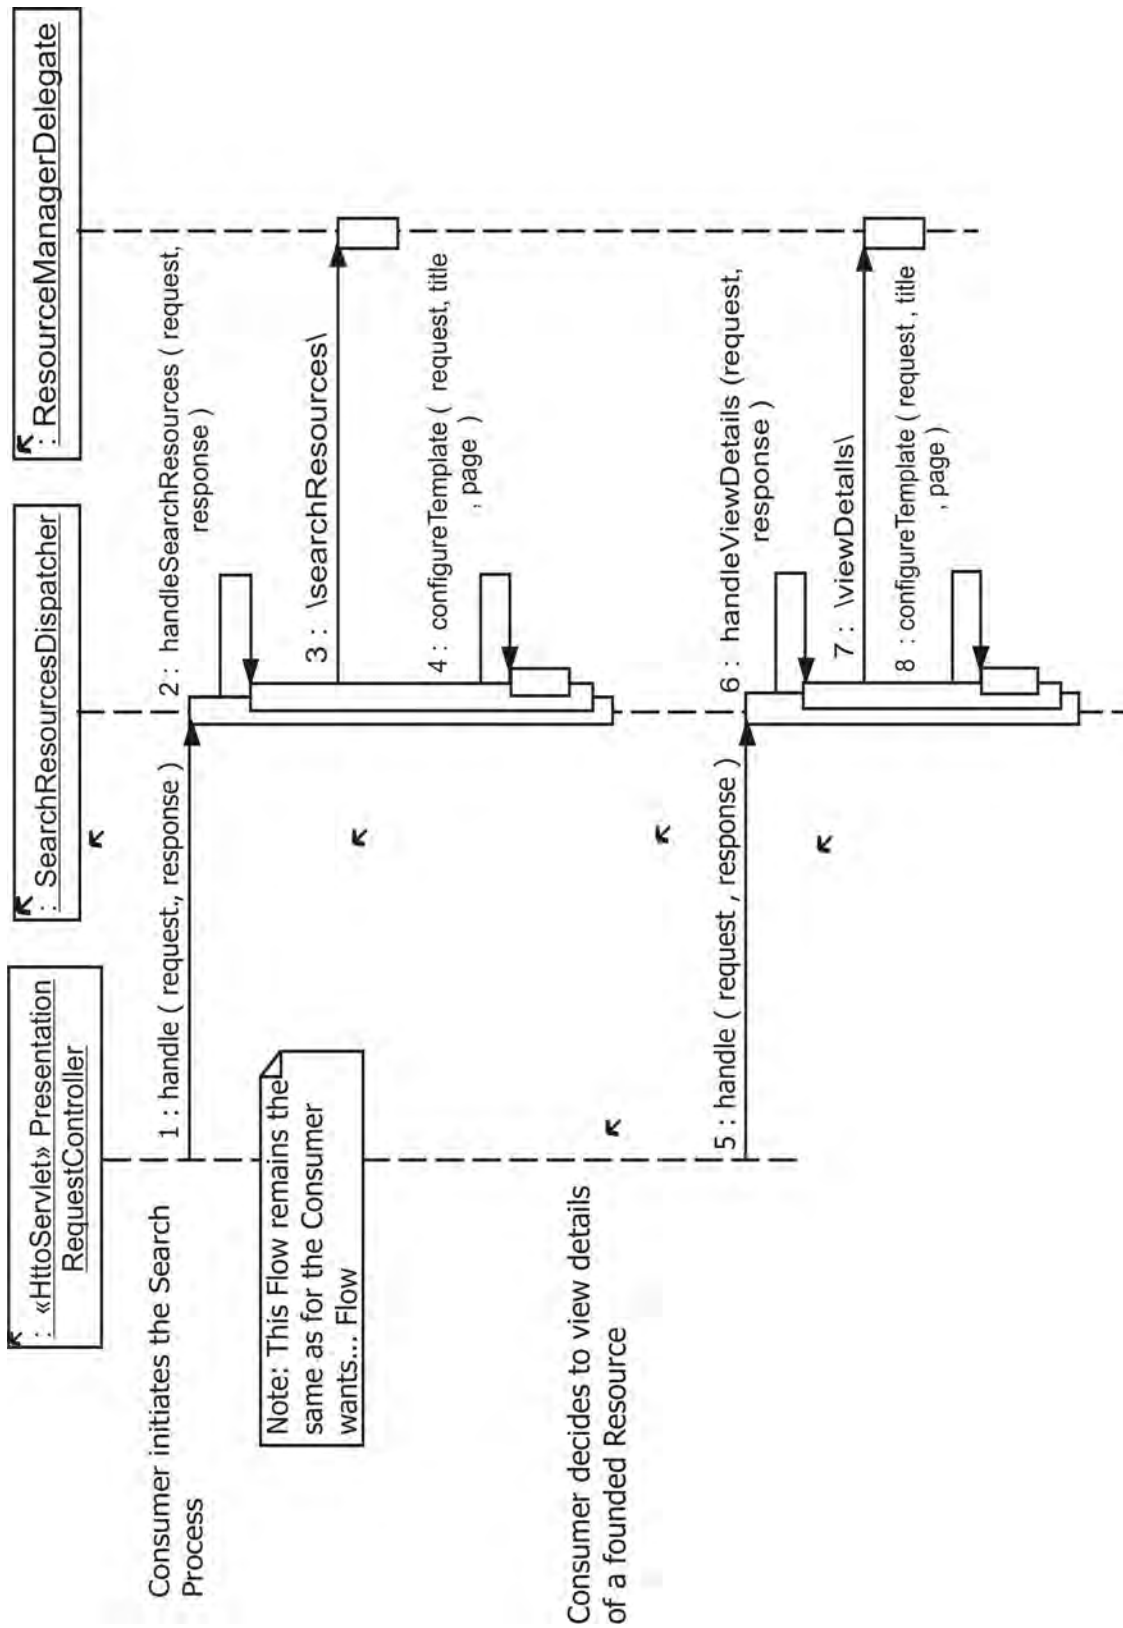 : «HttoServlet» Presentation
RequestController
: SearchResourcesDispatcher
: ResourceManagerDelegate
Consumer initiates the Search
Process
1 : handle ( request., response )
2 : handleSearchResources ( request,
response )
Note: This Flow remains the
same as for the Consumer
wants... Flow
3 : \searchResources\
4 : configureTemplate ( request, title
, page )
Consumer decides to view details
of a founded Resource
5 : handle ( request , response )
6 : handleViewDetails (request,
response )
7 : \viewDetalls\
8 : configureTemplate ( request , title
, page )